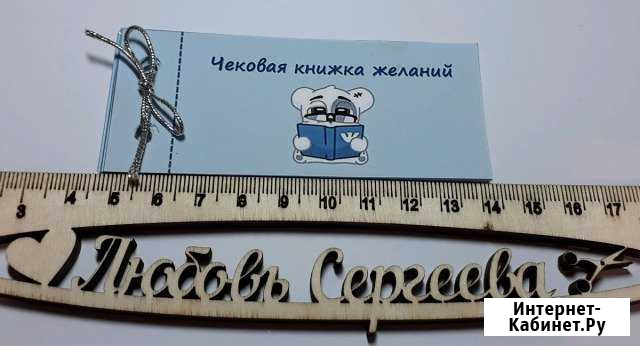 Чековая книжка желаний
3 4 5 6 7 8 9 10 11 12 13 14 15 16 17
Любовь Сергеева
Интернет-
Кабинет.Ру